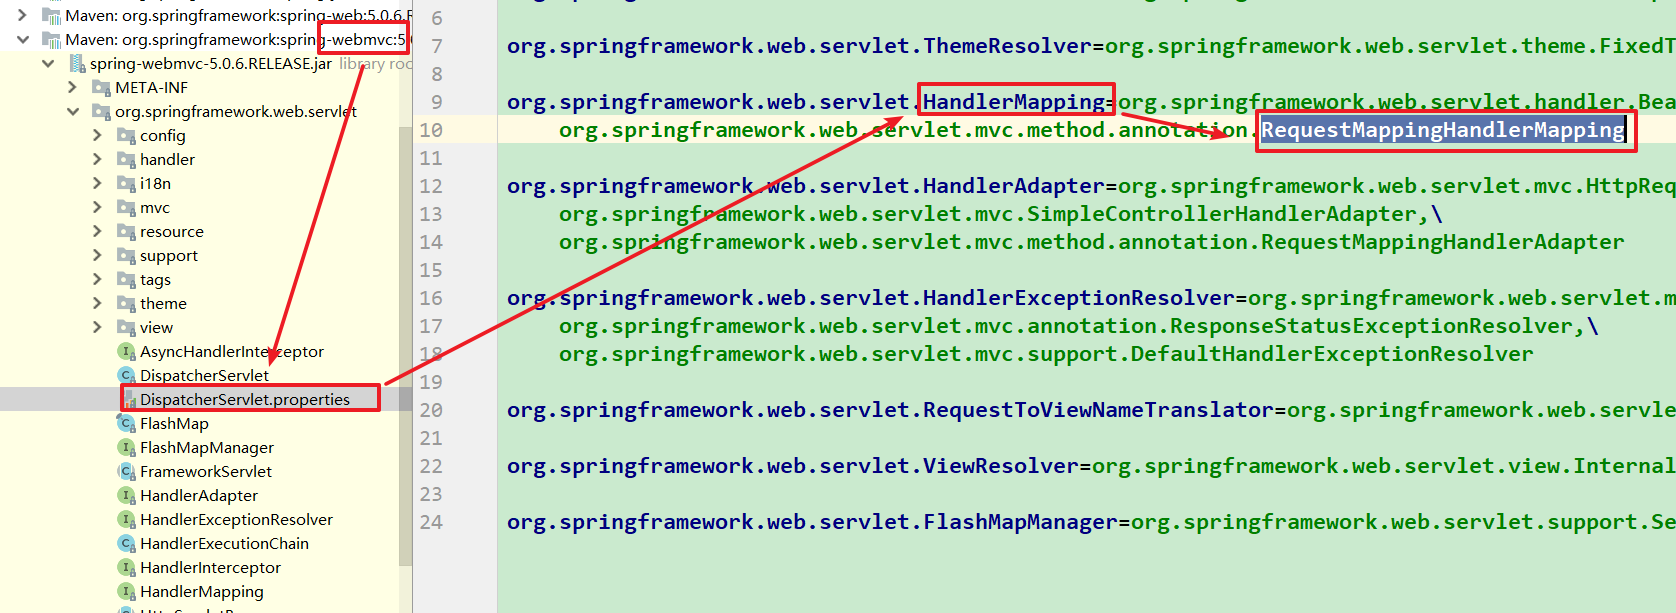 Maven: org.springframework:spring-web:5.0.6.R
Maven: org.springframework:spring-webmvc:5.0
spring-webmvc-5.0.6.RELEASE.jar library roo
META-INF
org.springframework.web.servlet
config
handler
i18n
mvc
resource
support
tags
theme
view
AsyncHandlerInterceptor
DispatcherServlet
DispatcherServlet.properties
FlashMap
FlashMapManager
FrameworkServlet
HandlerAdapter
HandlerExceptionResolver
HandlerExecutionChain
HandlerInterceptor
HandlerMapping
6
7 org.springframework.web.servlet.ThemeResolver=org.springframework.web.servlet.theme.FixedT
8
9 org.springframework.web.servlet.HandlerMapping=org.springframework.web.servlet.handler.Bea
10 org.springframework.web.servlet.mvc.method.annotation.RequestMappingHandlerMapping
11
12 org.springframework.web.servlet.HandlerAdapter=org.springframework.web.servlet.mvc.HttpReq
13 org.springframework.web.servlet.mvc.SimpleControllerHandlerAdapter,\
14 org.springframework.web.servlet.mvc.method.annotation.RequestMappingHandlerAdapter
15
16 org.springframework.web.servlet.HandlerExceptionResolver=org.springframework.web.servlet.m
17 org.springframework.web.servlet.mvc.annotation.ResponseStatusExceptionResolver,\
18 org.springframework.web.servlet.mvc.support.DefaultHandlerExceptionResolver
19
20 org.springframework.web.servlet.RequestToViewNameTranslator=org.springframework.web.servle
21
22 org.springframework.web.servlet.ViewResolver=org.springframework.web.servlet.view.Internal
23
24 org.springframework.web.servlet.FlashMapManager=org.springframework.web.servlet.support.Se